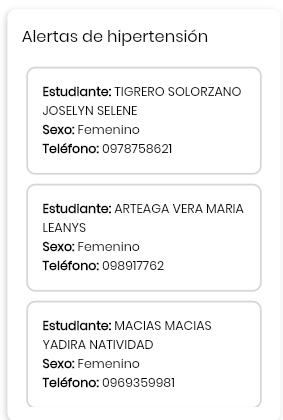 Alertas de hipertensión
Estudiante: TIGRERO SOLORZANO
JOSELYN SELENE
Sexo: Femenino
Teléfono: 0978758621
Estudiante: ARTEAGA VERA MARIA
LEANYS
Sexo: Femenino
Teléfono: 098917762
Estudiante: MACIAS MACIAS
YADIRA NATIVIDAD
Sexo: Femenino
Teléfono: 0969359981